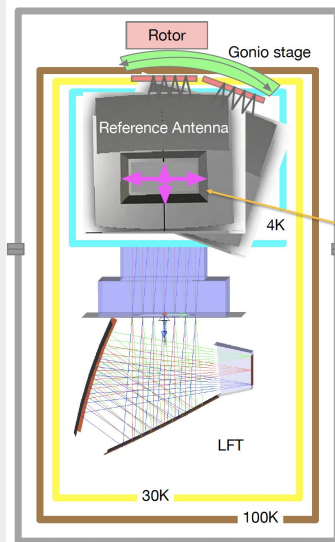 Rotor
Gonio stage
Reference Antenna
4K
LFT
30K
100K